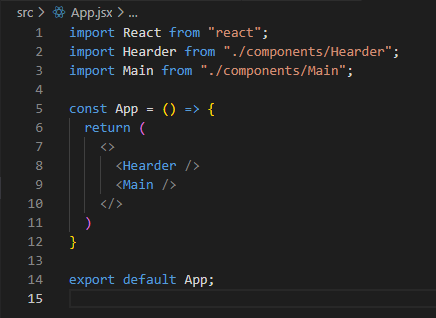 src > App.jsx > ...
1 import React from "react";
2 import Hearder from "./components/Hearder";
3 import Main from "./components/Main";
4
5 const App = () => {
6   return (
7     <>
8       <Hearder />
9       <Main />
10     </>
11   )
12 }
13
14 export default App;
15